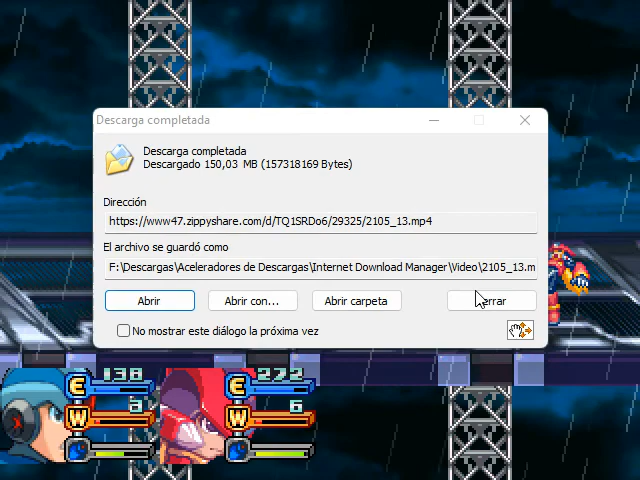 Descarga completada
Descarga completada
Descargado 150,03 MB (157318169 Bytes)
Dirección
https://www47.zippyshare.com/d/TQ1SRDo6/29325/2105_13.mp4
El archivo se guardó como
F:\Descargas\Aceleradores de Descargas\Internet Download Manager\Video\2105_13.m
Abrir
Abrir con...
Abrir carpeta
No mostrar este diálogo la próxima vez
138
272
E
E
W
W
6